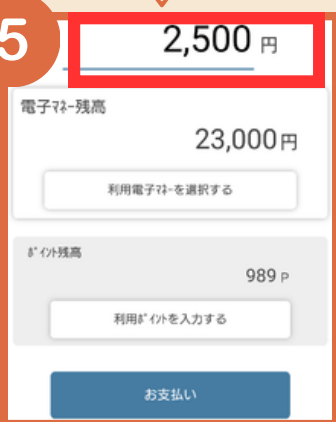 5
2,500 円
電子ﾏﾈｰ残高
23,000円
利用電子ﾏﾈｰを選択する
ﾎﾟｲﾝﾄ残高
989 P
利用ﾎﾟｲﾝﾄを入力する
お支払い